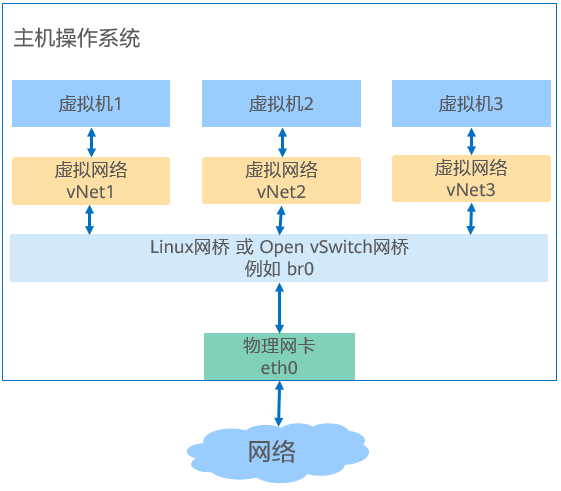 主机操作系统
虚拟机1
虚拟机2
虚拟机3
虚拟网络
vNet1
虚拟网络
vNet2
虚拟网络
vNet3
Linux网桥 或 Open vSwitch网桥
例如 br0
物理网卡
eth0
网络